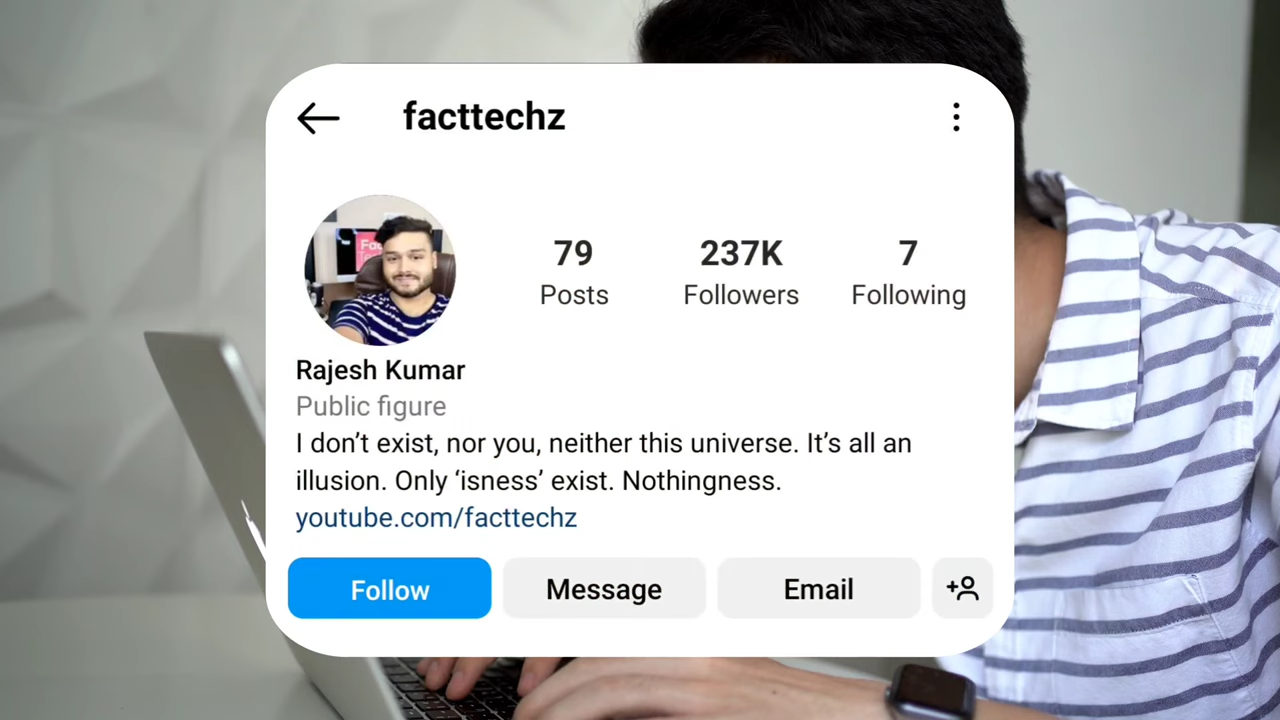 facttechz
79
237K
7
Posts
Followers
Following
Rajesh Kumar
Public figure
I don’t exist, nor you, neither this universe. It’s all an
illusion. Only ‘isness’ exist. Nothingness.
youtube.com/facttechz
Follow
Message
Email